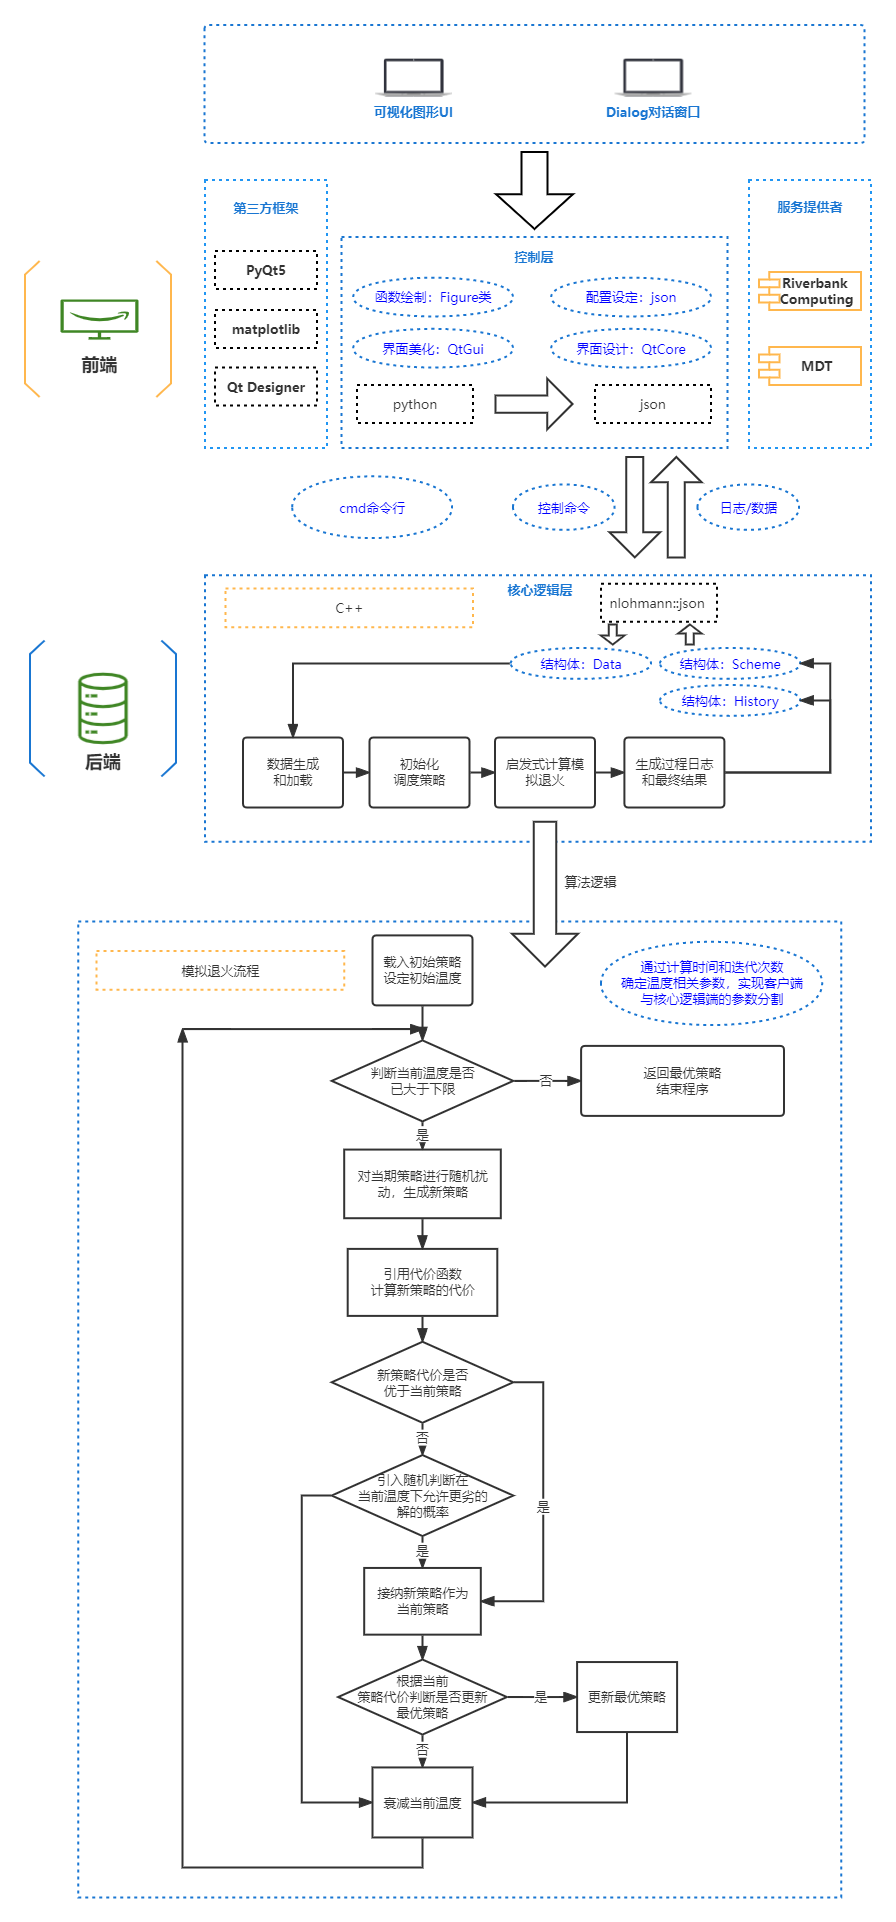 可视化图形UI
Dialog对话窗口
第三方框架
PyQt5
matplotlib
Qt Designer
控制层
函数绘制：Figure类
配置设定：json
界面美化：QtGui
界面设计：QtCore
python
json
服务提供者
Riverbank
Computing
MDT
前端
cmd命令行
控制命令
日志/数据
核心逻辑层
C++
nlohmann::json
结构体：Data
结构体：Scheme
结构体：History
数据生成
和加载
初始化
调度策略
启发式计算模
拟退火
生成过程日志
和最终结果
后端
算法逻辑
模拟退火流程
载入初始策略
设定初始温度
通过计算时间和迭代次数
确定温度相关参数，实现客户端
与核心逻辑端的参数分割
判断当前温度是否
已大于下限
否
返回最优策略
结束程序
是
对当期策略进行随机扰
动，生成新策略
引用代价函数
计算新策略的代价
新策略代价是否
优于当前策略
否
引入随机判断在
当前温度下允许更劣的
解的概率
是
是
接纳新策略作为
当前策略
根据当前
策略代价判断是否更新
最优策略
是
更新最优策略
否
衰减当前温度